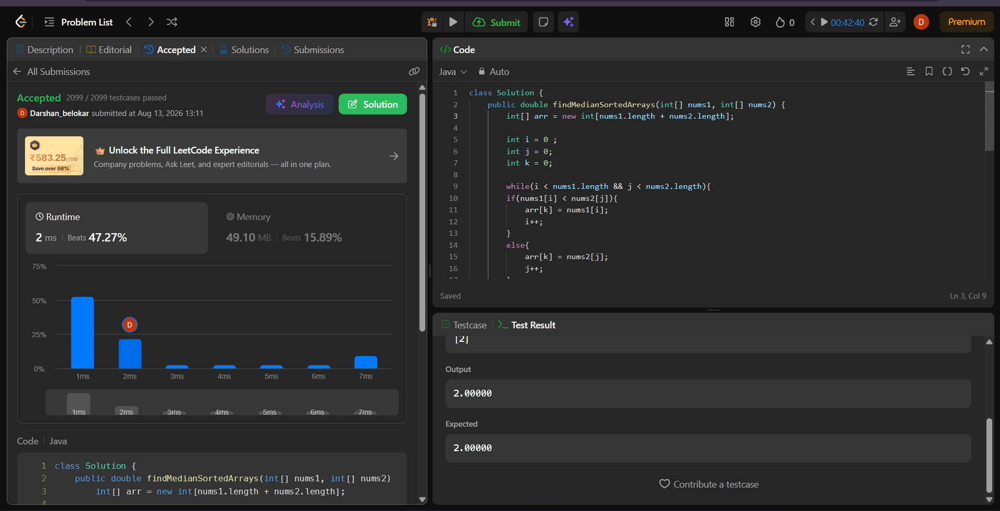 Problem List
Submit
0
00:42:40
D
Premium
Description
Editorial
Accepted
Solutions
Submissions
All Submissions
Accepted 2099 / 2099 testcases passed
D Darshan_belokar submitted at Aug 13, 2026 13:11
Analysis
Solution
₹583.25/mo
Save over 56%
Unlock the Full LeetCode Experience
Company problems, Ask Leet, and expert editorials — all in one plan.
Runtime
2 ms Beats 47.27%
Memory
49.10 MB Beats 15.89%
75%
50%
25%
0%
D
1ms 2ms 3ms 4ms 5ms 6ms 7ms
1ms 2ms 3ms 4ms 5ms 6ms 7ms
Code Java
1 class Solution {
2 public double findMedianSortedArrays(int[] nums1, int[] nums2)
3 int[] arr = new int[nums1.length + nums2.length];
4
</> Code
Java Auto
1 class Solution {
2 public double findMedianSortedArrays(int[] nums1, int[] nums2) {
3 int[] arr = new int[nums1.length + nums2.length];
4
5 int i = 0 ;
6 int j = 0;
7 int k = 0;
8
9 while(i < nums1.length && j < nums2.length){
10 if(nums1[i] < nums2[j]){
11 arr[k] = nums1[i];
12 i++;
13 }
14 else{
15 arr[k] = nums2[j];
16 j++;
17 }
Saved
Ln 3, Col 9
Testcase
Test Result
[2]
Output
2.00000
Expected
2.00000
Contribute a testcase